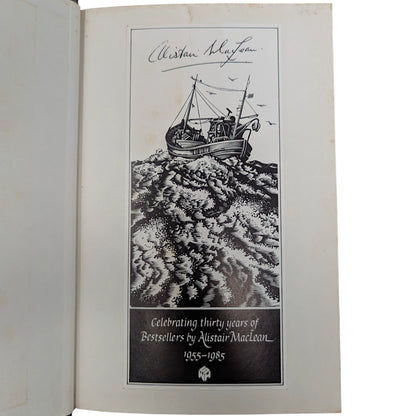 Alistair MacLean
Celebrating thirty years of
Bestsellers by Alistair MacLean
1955–1985